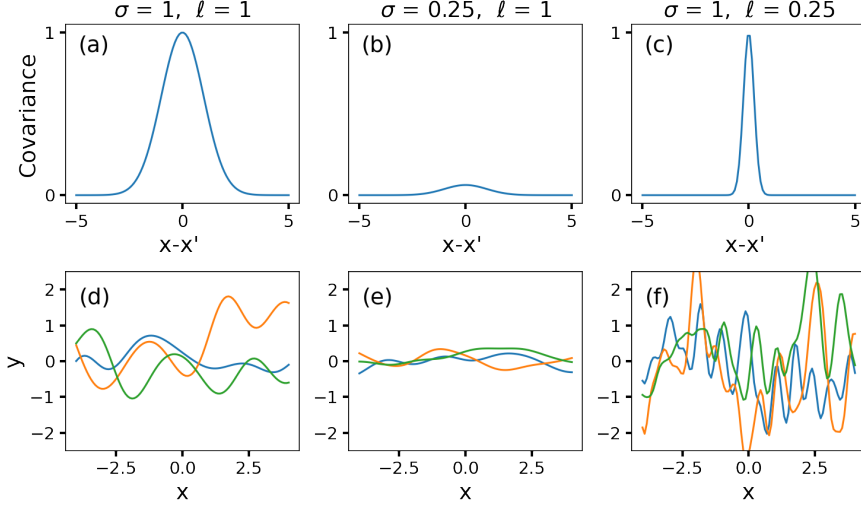 σ = 1, ℓ = 1
σ = 0.25, ℓ = 1
σ = 1, ℓ = 0.25
Covariance
1
0
(a)
−5
0
5
x-x'
1
0
(b)
−5
0
5
x-x'
1
0
(c)
−5
0
5
x-x'
y
2
1
0
−1
−2
(d)
−2.5
0.0
2.5
x
2
1
0
−1
−2
(e)
−2.5
0.0
2.5
x
2
1
0
−1
−2
(f)
−2.5
0.0
2.5
x